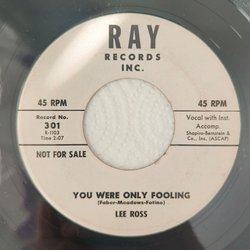 RAY
RECORDS
INC.
45 RPM
45 RPM
Record No.
301
K-1103
Time 2:07
Vocal with Inst.
Accomp.
Shapiro-Bernstein &
Co., Inc. (ASCAP)
NOT FOR SALE
YOU WERE ONLY FOOLING
(Faber-Meadows-Fotine)
LEE ROSS